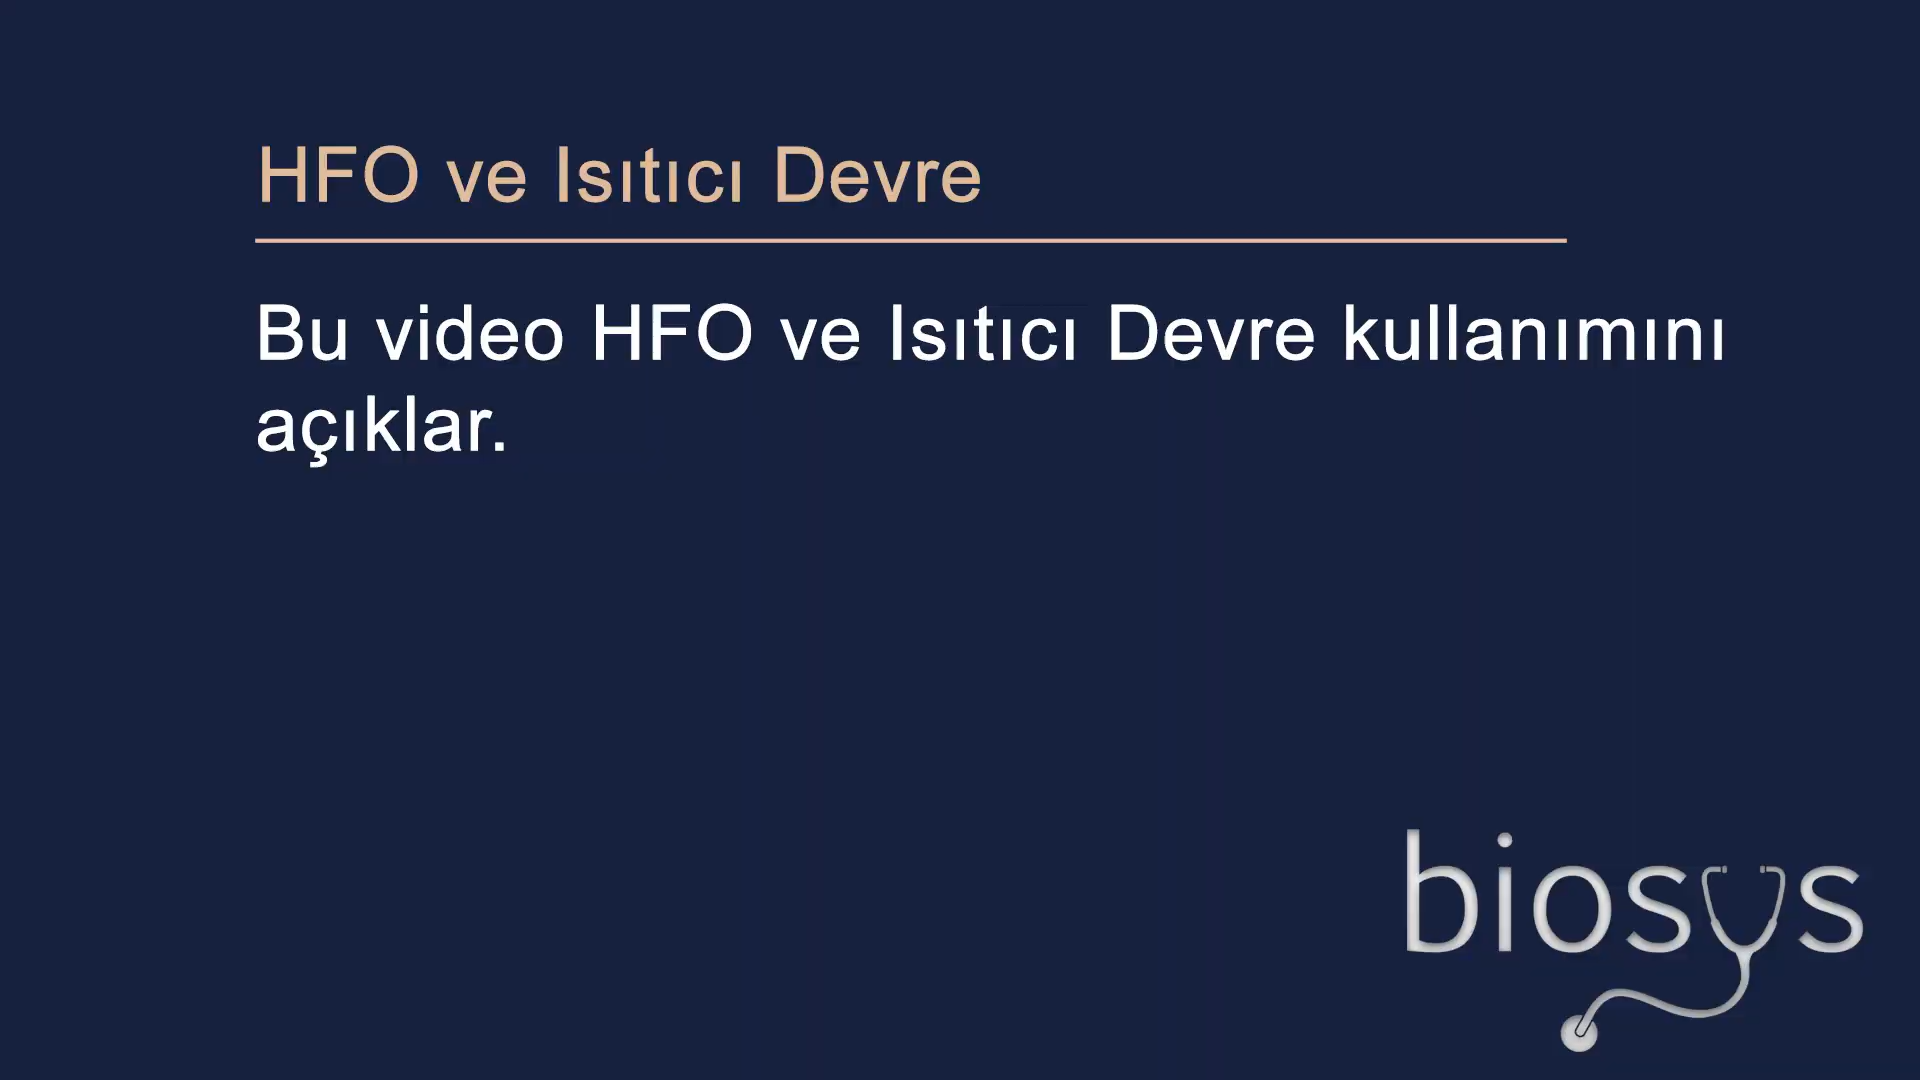 HFO ve Isıtıcı Devre
Bu video HFO ve Isıtıcı Devre kullanımını
açıklar.
biosys